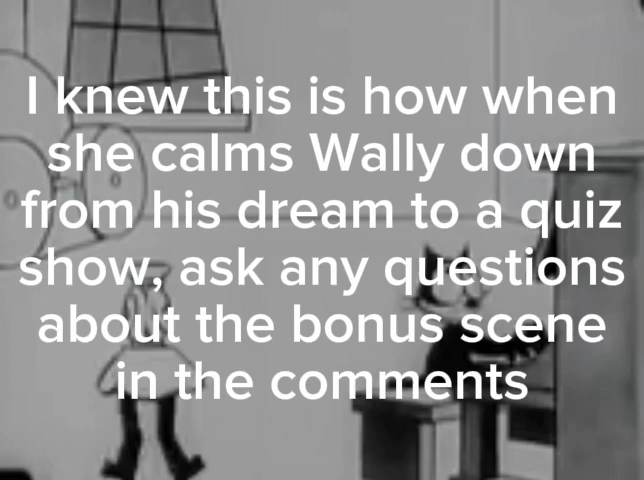 I knew this is how when
she calms Wally down
from his dream to a quiz
show, ask any questions
about the bonus scene
in the comments